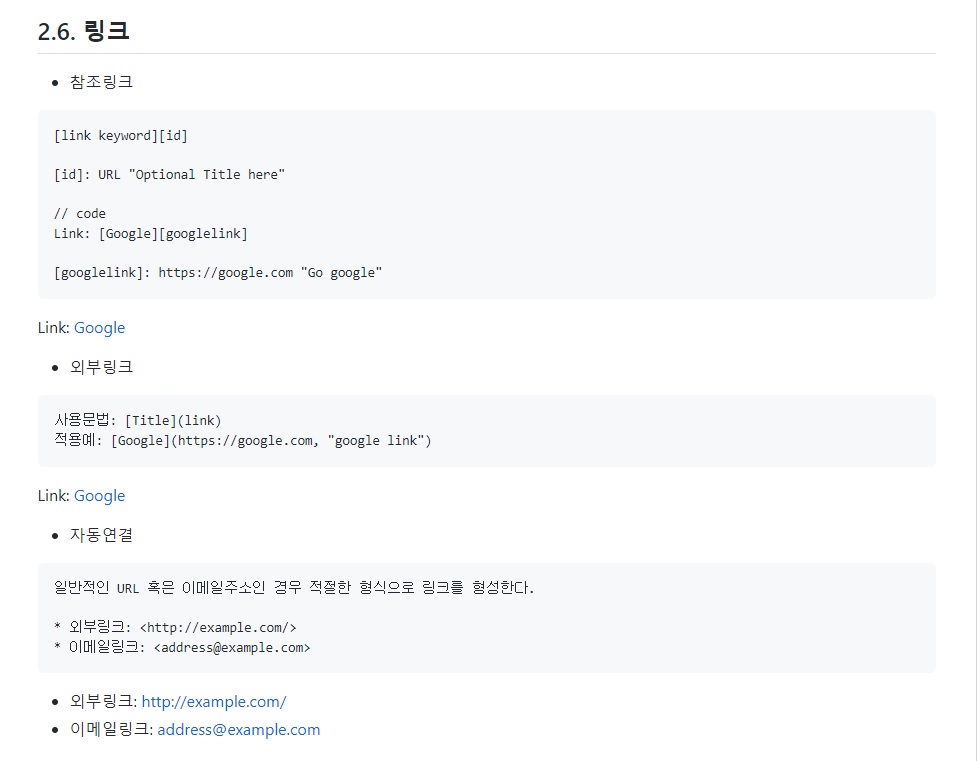 2.6. 링크
• 참조링크
[link keyword][id]
[id]: URL "Optional Title here"
// code
Link: [Google][googlelink]
[googlelink]: https://google.com "Go google"
Link: Google
• 외부링크
사용문법: [Title](link)
적용예: [Google](https://google.com, "google link")
Link: Google
• 자동연결
일반적인 URL 혹은 이메일주소인 경우 적절한 형식으로 링크를 형성한다.
* 외부링크: <http://example.com/>
* 이메일링크: <address@example.com>
• 외부링크: http://example.com/
• 이메일링크: address@example.com